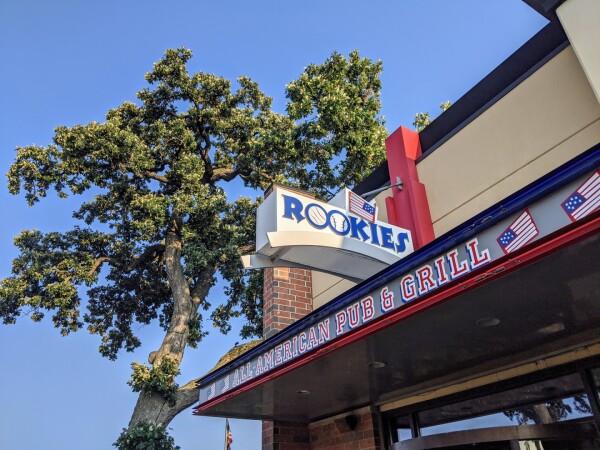 ROOKIES
ALL-AMERICAN PUB & GRILL